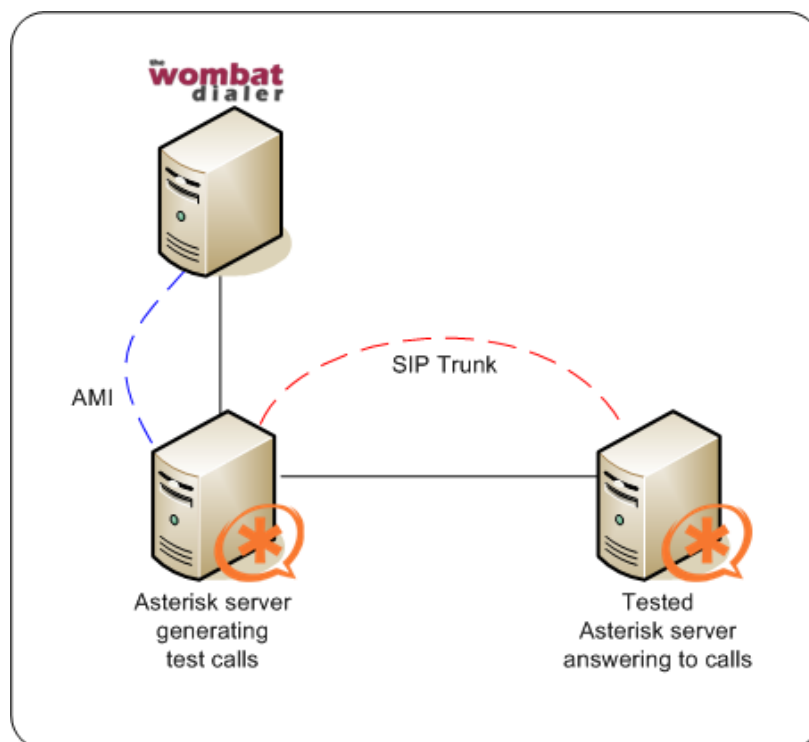 the
wombat
dialer
SIP Trunk
AMI
Asterisk server
generating
test calls
Tested
Asterisk server
answering to calls